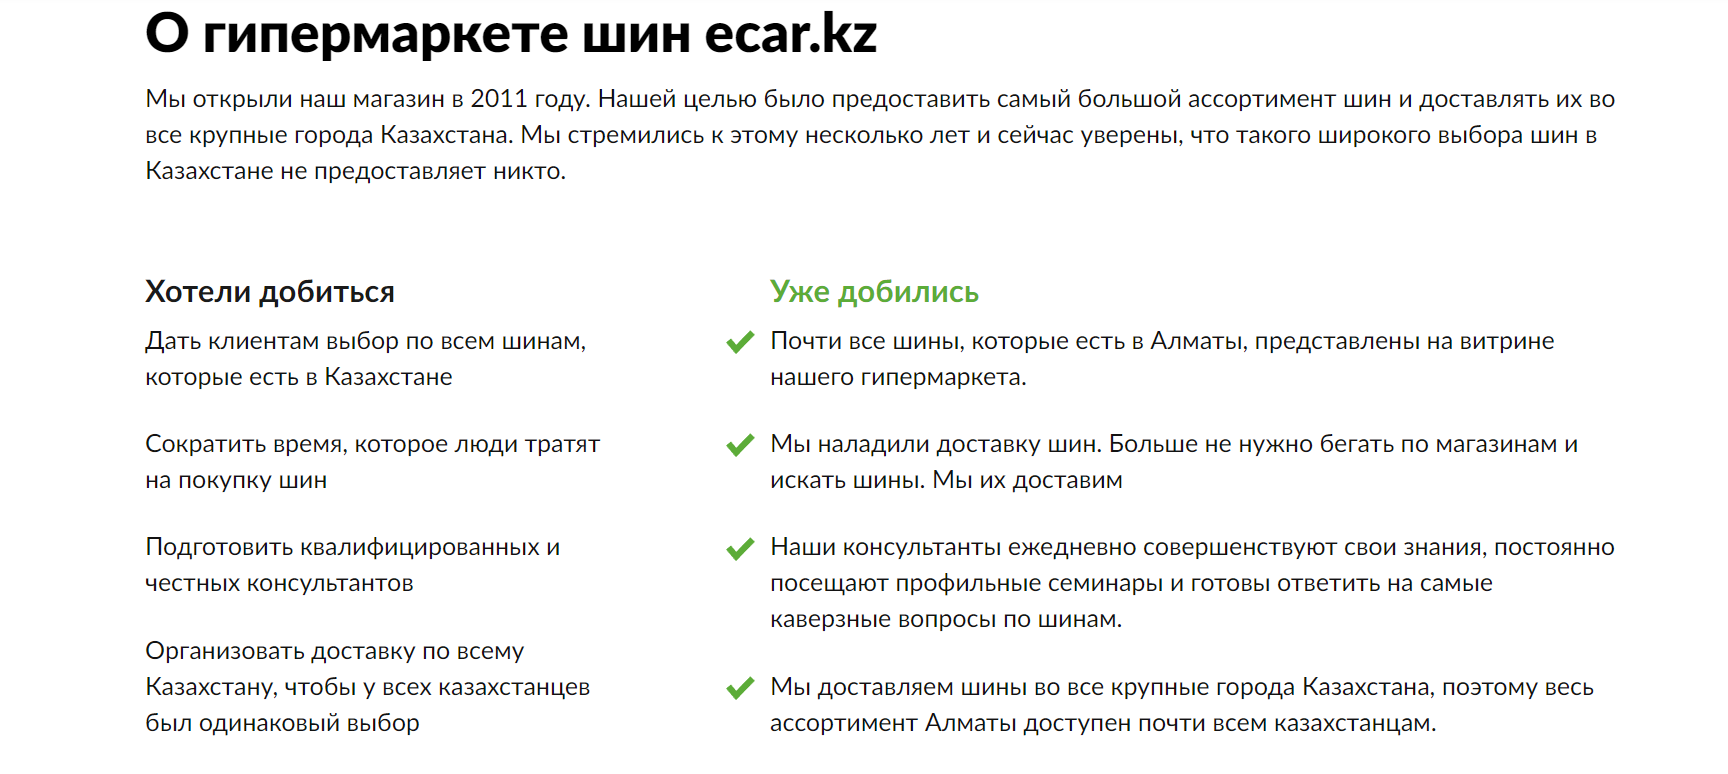 О гипермаркете шин ecar.kz
Мы открыли наш магазин в 2011 году. Нашей целью было предоставить самый большой ассортимент шин и доставлять их во
все крупные города Казахстана. Мы стремились к этому несколько лет и сейчас уверены, что такого широкого выбора шин в
Казахстане не предоставляет никто.
Хотели добиться
Дать клиентам выбор по всем шинам,
которые есть в Казахстане
Сократить время, которое люди тратят
на покупку шин
Подготовить квалифицированных и
честных консультантов
Организовать доставку по всему
Казахстану, чтобы у всех казахстанцев
был одинаковый выбор
Уже добились
Почти все шины, которые есть в Алматы, представлены на витрине
нашего гипермаркета.
Мы наладили доставку шин. Больше не нужно бегать по магазинам и
искать шины. Мы их доставим
Наши консультанты ежедневно совершенствуют свои знания, постоянно
посещают профильные семинары и готовы ответить на самые
каверзные вопросы по шинам.
Мы доставляем шины во все крупные города Казахстана, поэтому весь
ассортимент Алматы доступен почти всем казахстанцам.